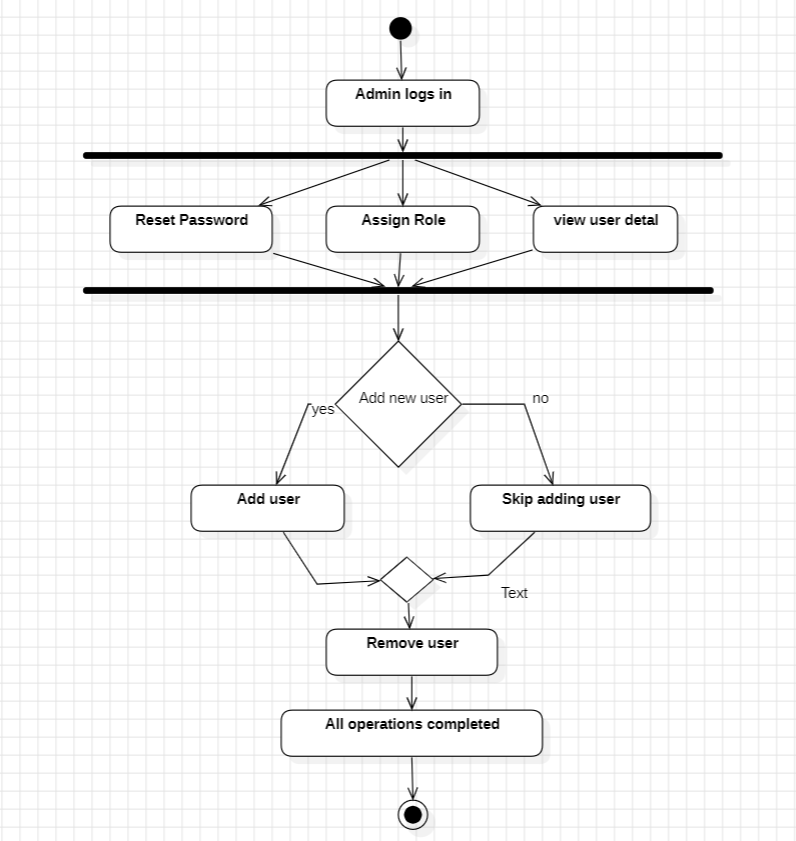 Admin logs in
Reset Password
Assign Role
view user detal
Add new user
yes
no
Add user
Skip adding user
Text
Remove user
All operations completed